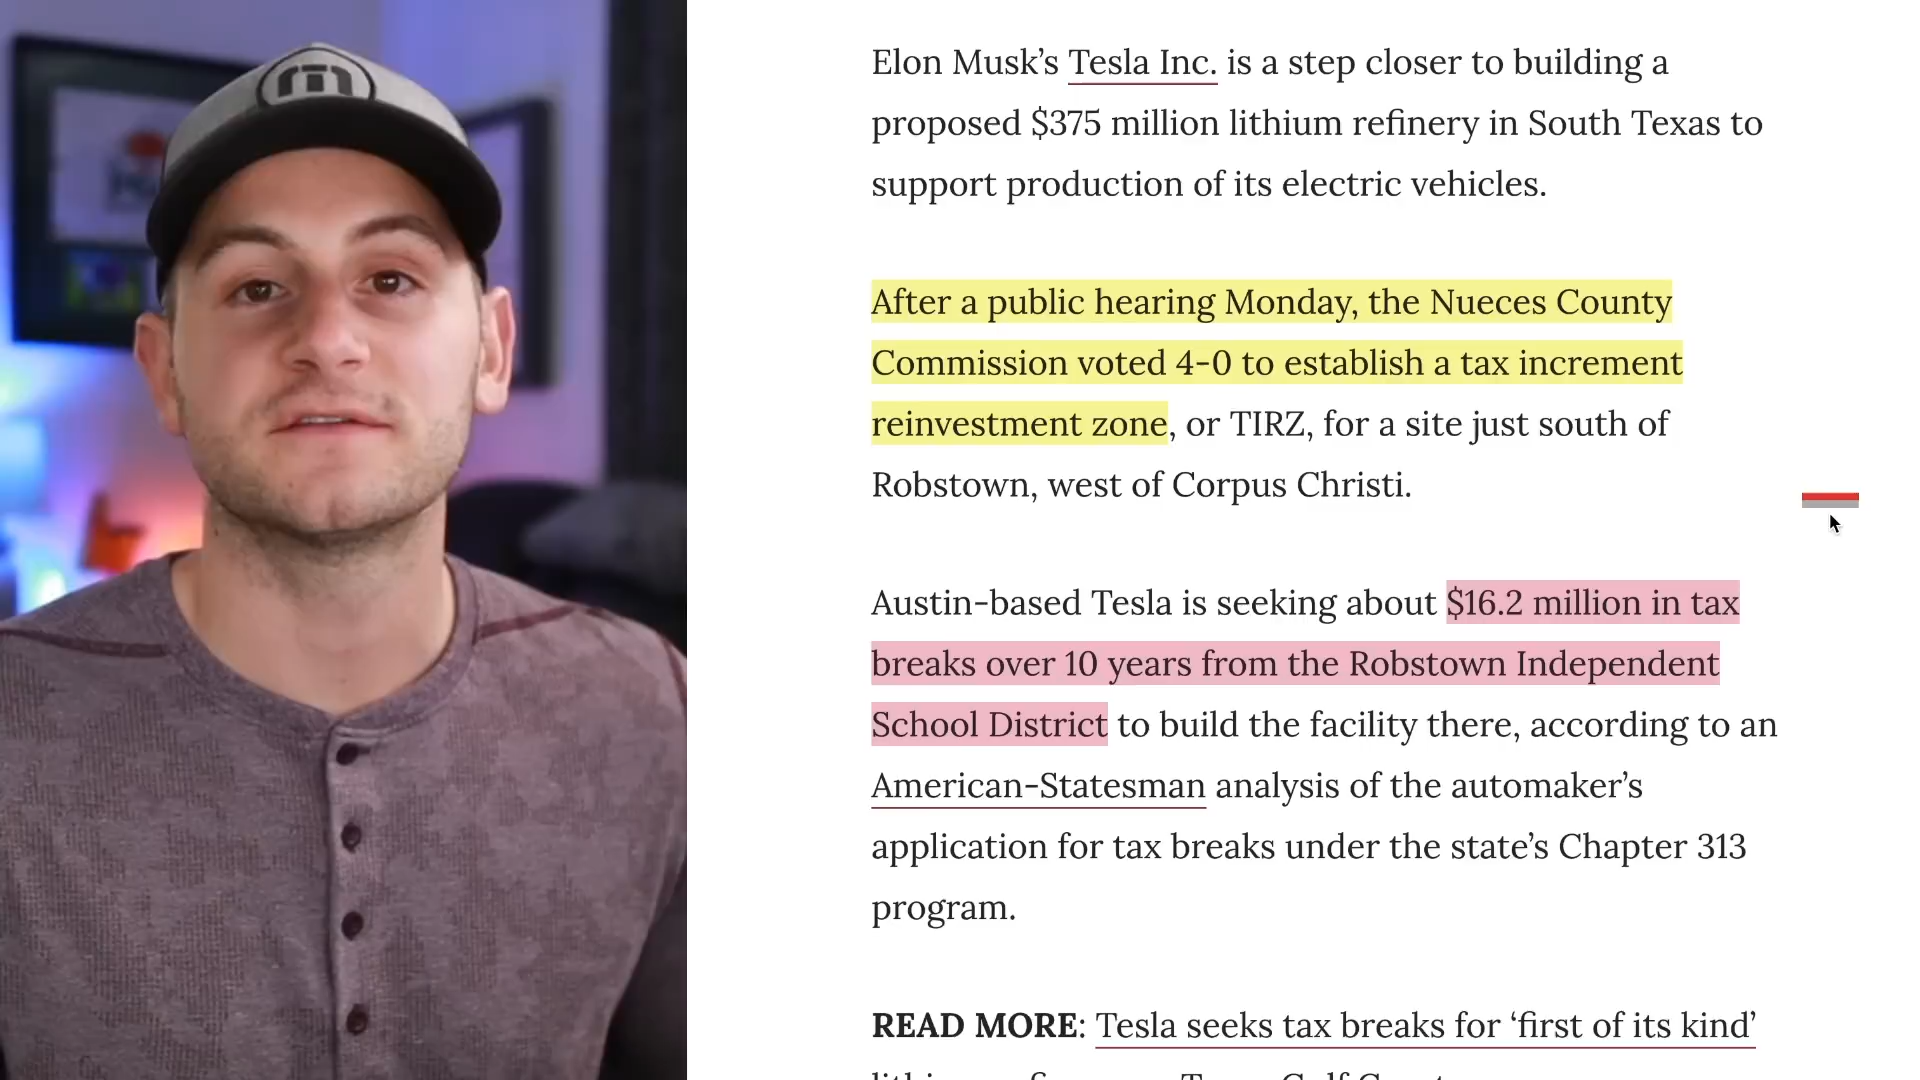 Elon Musk’s Tesla Inc. is a step closer to building a
proposed $375 million lithium refinery in South Texas to
support production of its electric vehicles.
After a public hearing Monday, the Nueces County
Commission voted 4-0 to establish a tax increment
reinvestment zone, or TIRZ, for a site just south of
Robstown, west of Corpus Christi.
Austin-based Tesla is seeking about $16.2 million in tax
breaks over 10 years from the Robstown Independent
School District to build the facility there, according to an
American-Statesman analysis of the automaker’s
application for tax breaks under the state’s Chapter 313
program.
READ MORE: Tesla seeks tax breaks for ‘first of its kind’